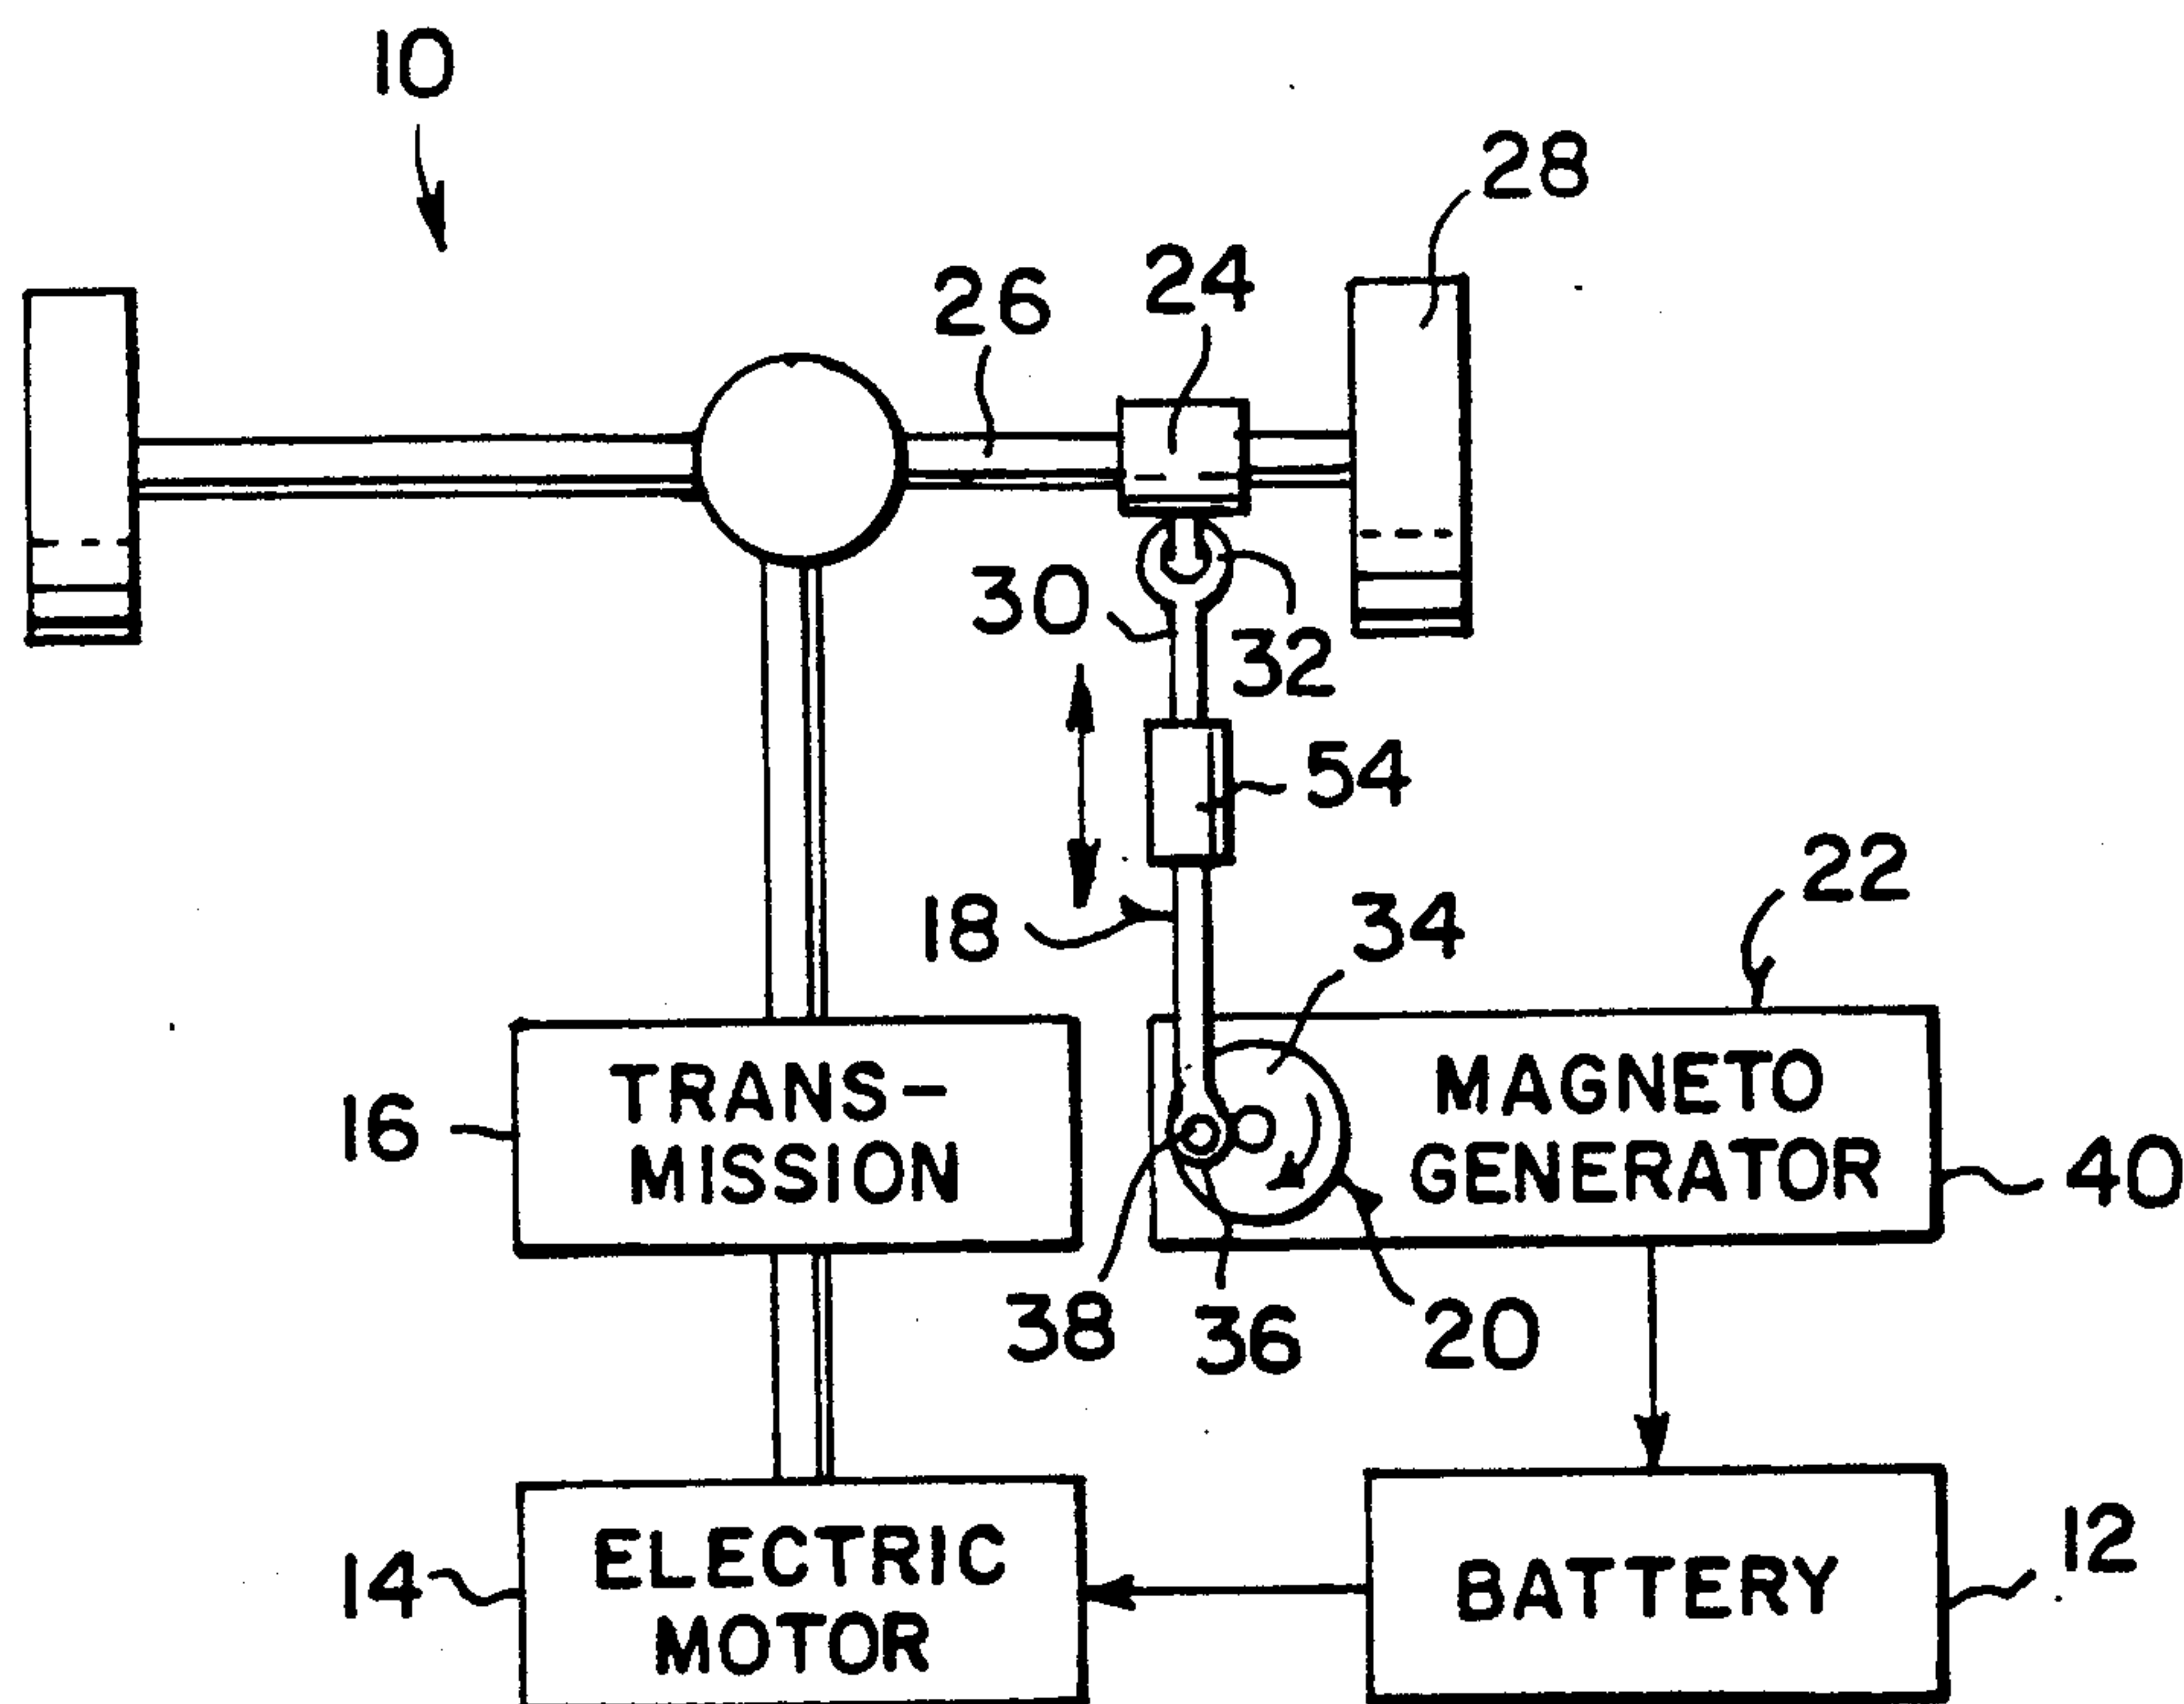 10
28
24
26
30
32
54
22
18
34
TRANS-
MISSION
16
MAGNETO
GENERATOR
40
38
36
20
ELECTRIC
MOTOR
14
BATTERY
12